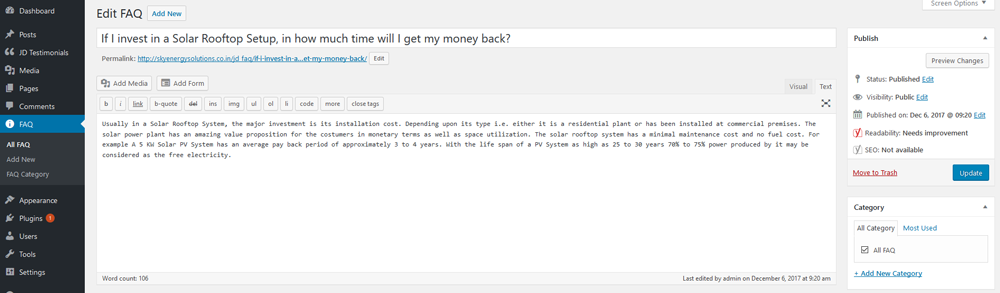 Dashboard
Posts
JD Testimonials
Media
Pages
Comments
FAQ
All FAQ
Add New
FAQ Category
Appearance
Plugins 1
Users
Tools
Settings
Screen Options
Edit FAQ Add New
If I invest in a Solar Rooftop Setup, in how much time will I get my money back?
Permalink: http://skyenergysolutions.co.in/jd_faq/if-i-invest-in-a...et-my-money-back/ Edit
Add Media Add Form
Visual Text
b i link b-quote del ins img ul ol li code more close tags
Usually in a Solar Rooftop System, the major investment is its installation cost. Depending upon its type i.e. either it is a residential plant or has been installed at commercial premises. The
solar power plant has an amazing value proposition for the costumers in monetary terms as well as space utilization. The solar rooftop system has a minimal maintenance cost and no fuel cost. For
example A 5 KW Solar PV System has an average pay back period of approximately 3 to 4 years. With the life span of a PV System as high as 25 to 30 years 70% to 75% power produced by it may be
considered as the free electricity.
Word count: 106
Last edited by admin on December 6, 2017 at 9:20 am
Publish
Preview Changes
Status: Published Edit
Visibility: Public Edit
Published on: Dec 6, 2017 @ 09:20 Edit
Readability: Needs improvement
SEO: Not available
Move to Trash Update
Category
All Category Most Used
All FAQ
+ Add New Category